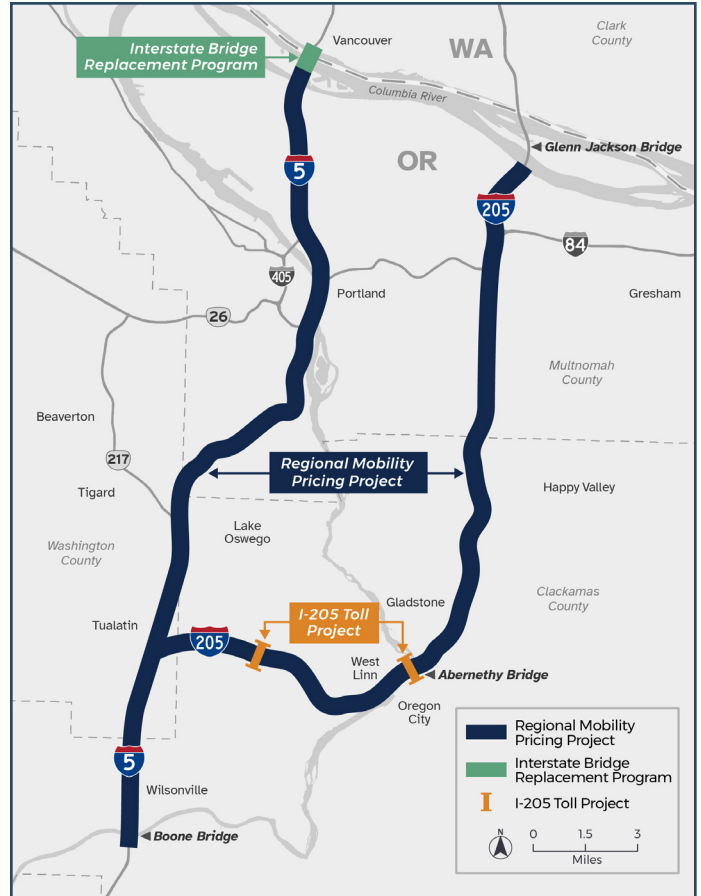 Interstate Bridge
Replacement Program
Vancouver
WA
Clark
County
Columbia River
Glenn Jackson Bridge
OR
5
205
84
405
Portland
Gresham
26
Multnomah
County
Beaverton
217
Regional Mobility
Pricing Project
Tigard
Happy Valley
Lake
Oswego
Washington
County
Clackamas
County
Gladstone
I-205 Toll
Project
Tualatin
205
West
Linn
Abernethy Bridge
Oregon
City
5
Wilsonville
Boone Bridge
Regional Mobility
Pricing Project
Interstate Bridge
Replacement Program
I-205 Toll Project
N
0 1.5 3
Miles